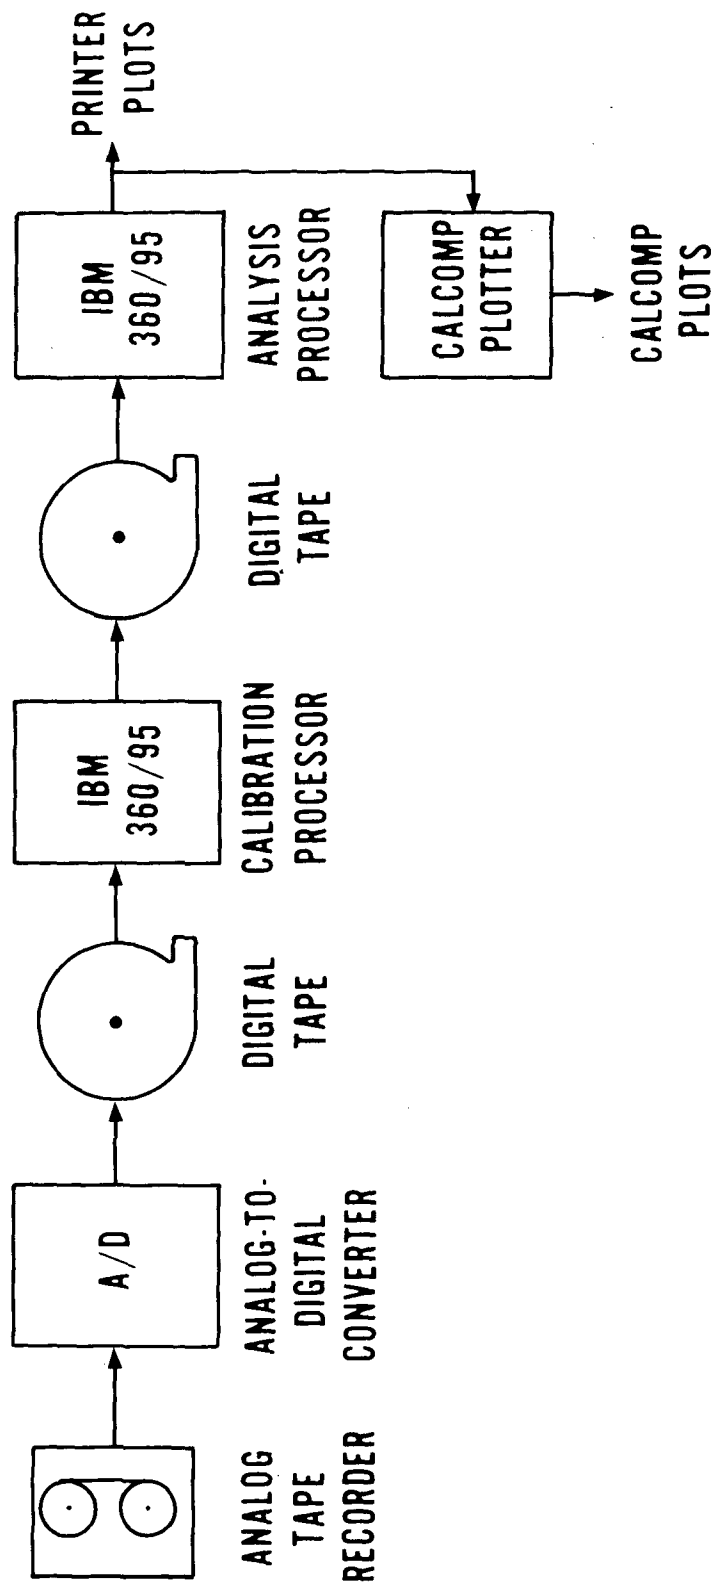 ANALOG
TAPE
RECORDER
A/D
ANALOG-TO-
DIGITAL
CONVERTER
DIGITAL
TAPE
IBM
360/95
CALIBRATION
PROCESSOR
DIGITAL
TAPE
IBM
360/95
ANALYSIS
PROCESSOR
PRINTER
PLOTS
CALCOMP
PLOTTER
CALCOMP
PLOTS